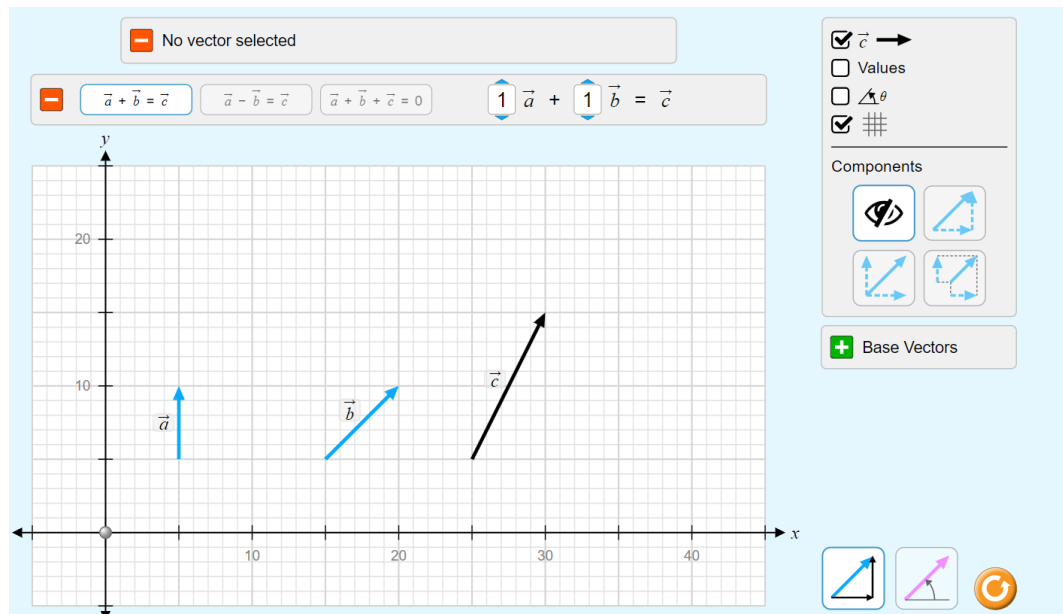 No vector selected
a⃗ + b⃗ = c⃗
a⃗ − b⃗ = c⃗
a⃗ + b⃗ + c⃗ = 0
1 a⃗ + 1 b⃗ = c⃗
c⃗
Values
θ
Components
Base Vectors
y
20
10
a⃗
b⃗
c⃗
10
20
30
40
x